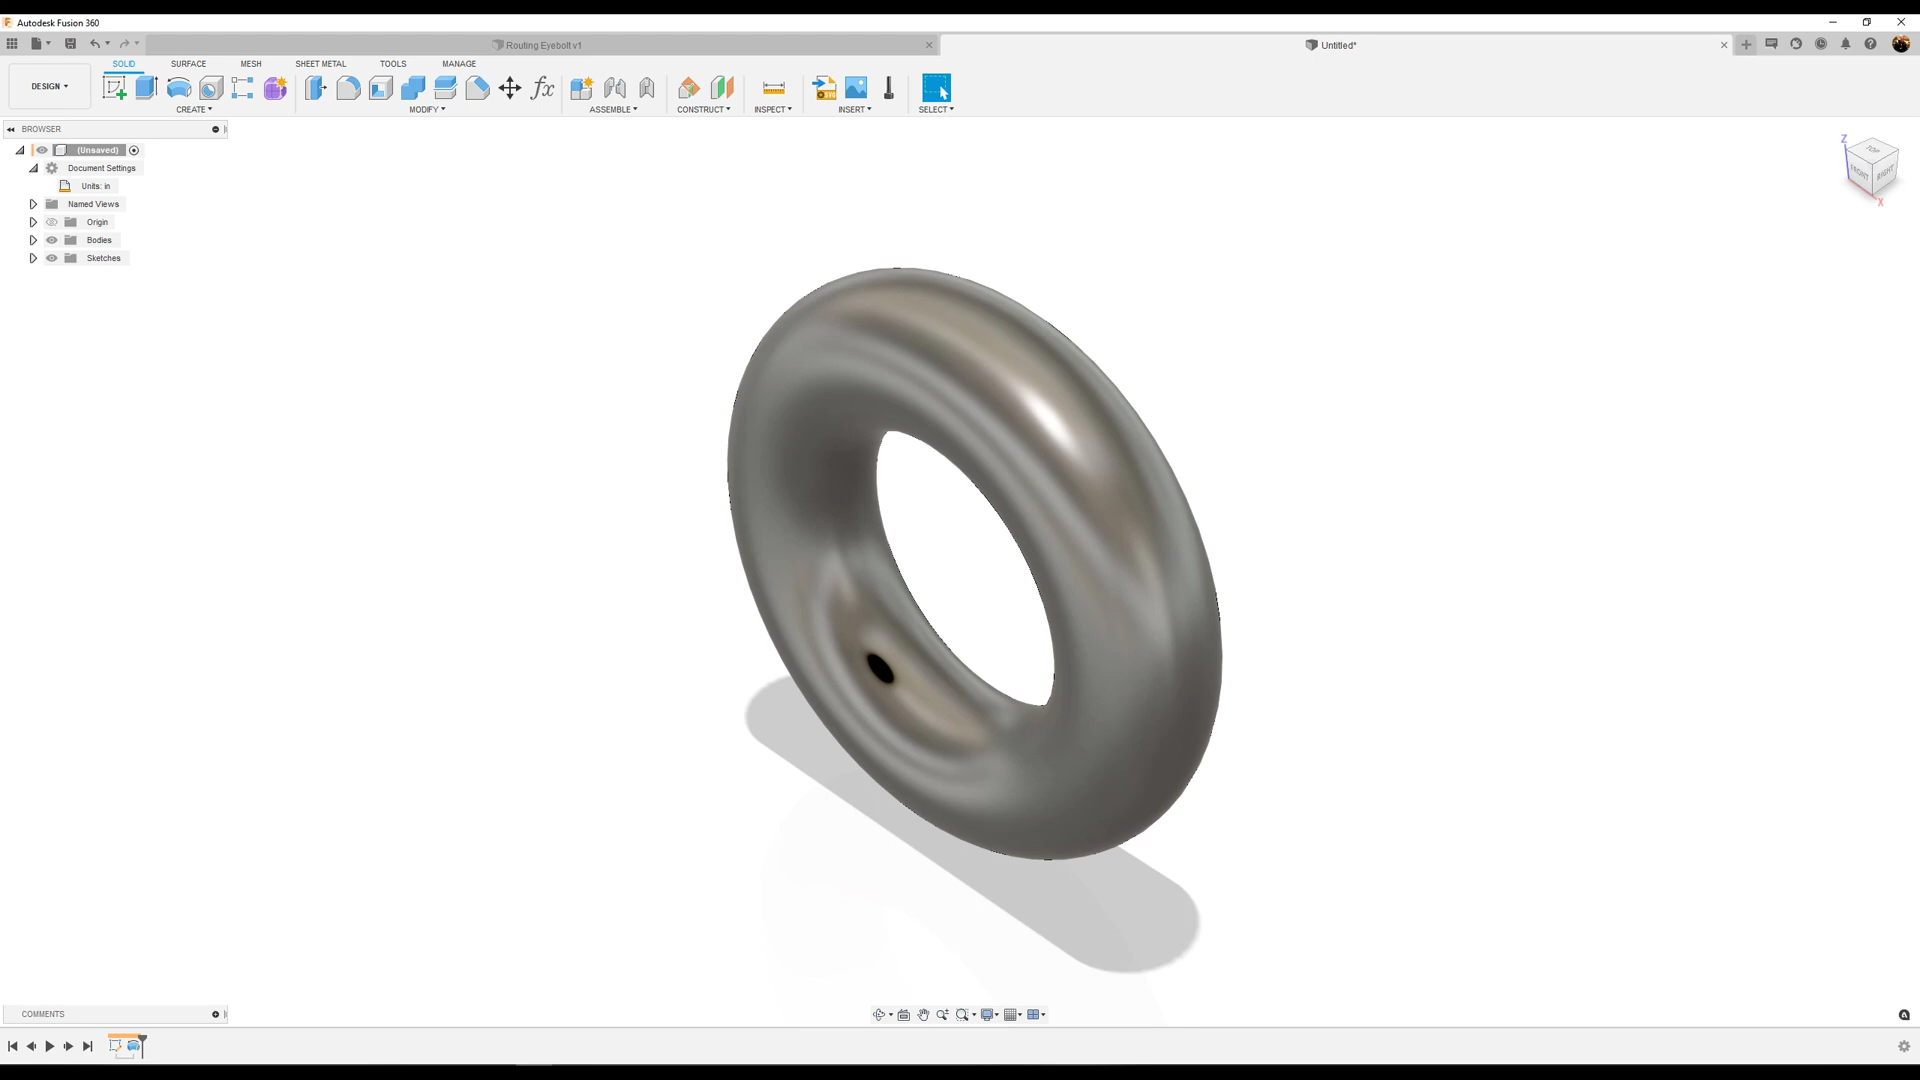 Autodesk Fusion 360
Routing Eyebolt v1
Untitled*
SOLID SURFACE MESH SHEET METAL TOOLS MANAGE
DESIGN
CREATE MODIFY ASSEMBLE CONSTRUCT INSPECT INSERT SELECT
BROWSER
(Unsaved)
Document Settings
Units: in
Named Views
Origin
Bodies
Sketches
Z
TOP
FRONT
RIGHT
X
COMMENTS